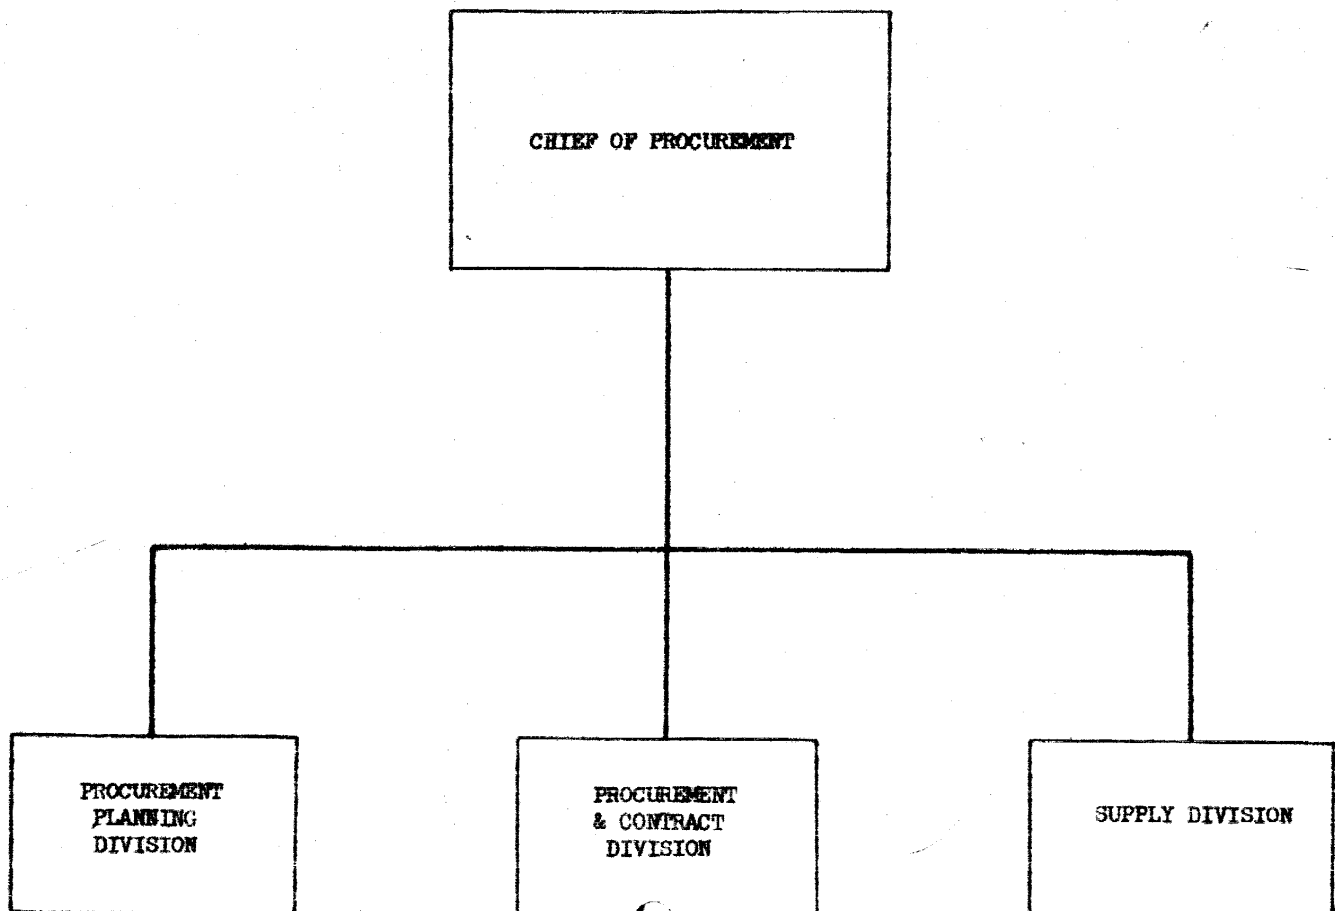 CHIEF OF PROCUREMENT
PROCUREMENT
PLANNING
DIVISION
PROCUREMENT
& CONTRACT
DIVISION
SUPPLY DIVISION